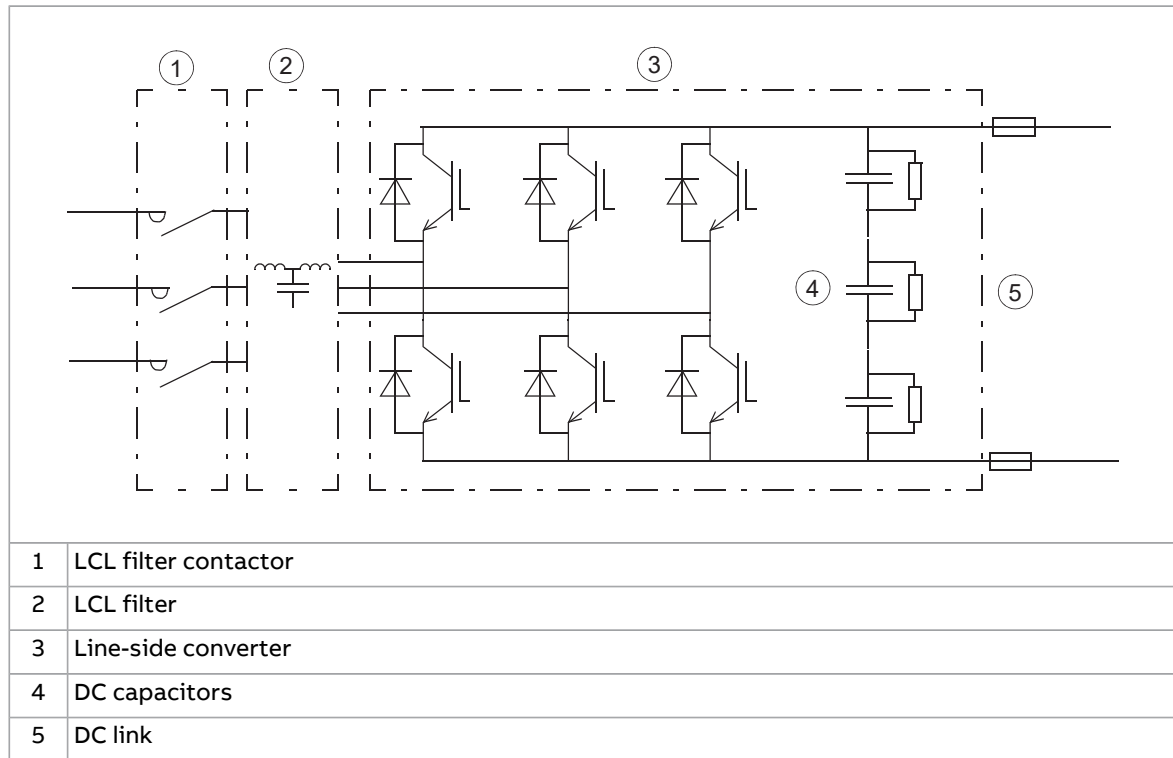 1
2
3
4
5
1 LCL filter contactor
2 LCL filter
3 Line-side converter
4 DC capacitors
5 DC link